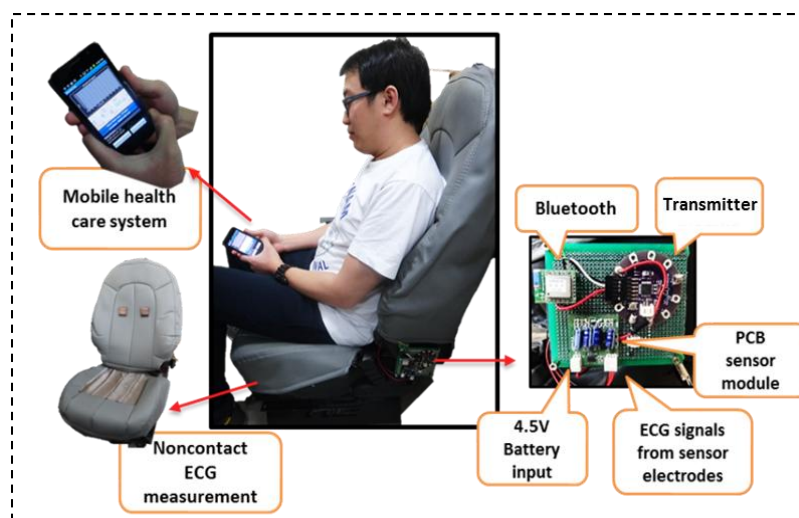 Mobile health
care system
Bluetooth
Transmitter
PCB
sensor
module
Noncontact
ECG
measurement
4.5V
Battery
input
ECG signals
from sensor
electrodes